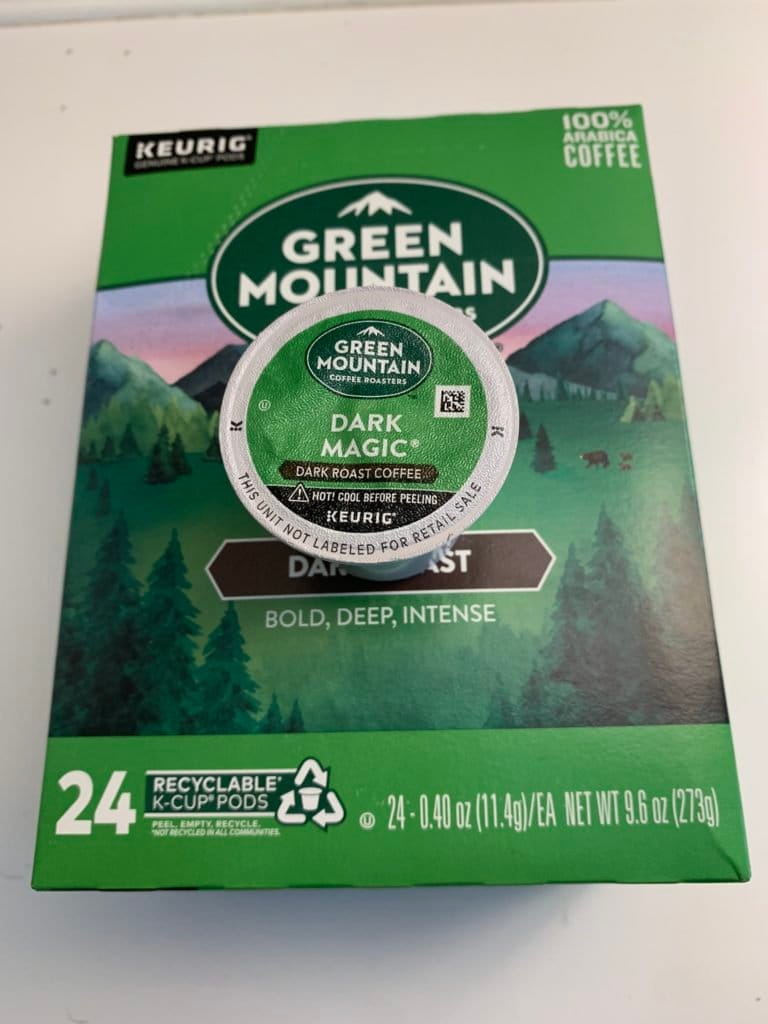 KEURIG®
GENUINE K-CUP PODS
100%
ARABICA
COFFEE
GREEN
MOUNTAIN
GREEN
MOUNTAIN
COFFEE ROASTERS
™
U
DARK
MAGIC®
DARK ROAST COFFEE
HOT! COOL BEFORE PEELING
KEURIG®
THIS UNIT NOT LABELED FOR RETAIL SALE
BOLD, DEEP, INTENSE
24
RECYCLABLE*
K-CUP® PODS
PEEL. EMPTY. RECYCLE.
*NOT RECYCLED IN ALL COMMUNITIES.
U 24 - 0.40 oz (11.4g)/EA NET WT 9.6 oz (273g)